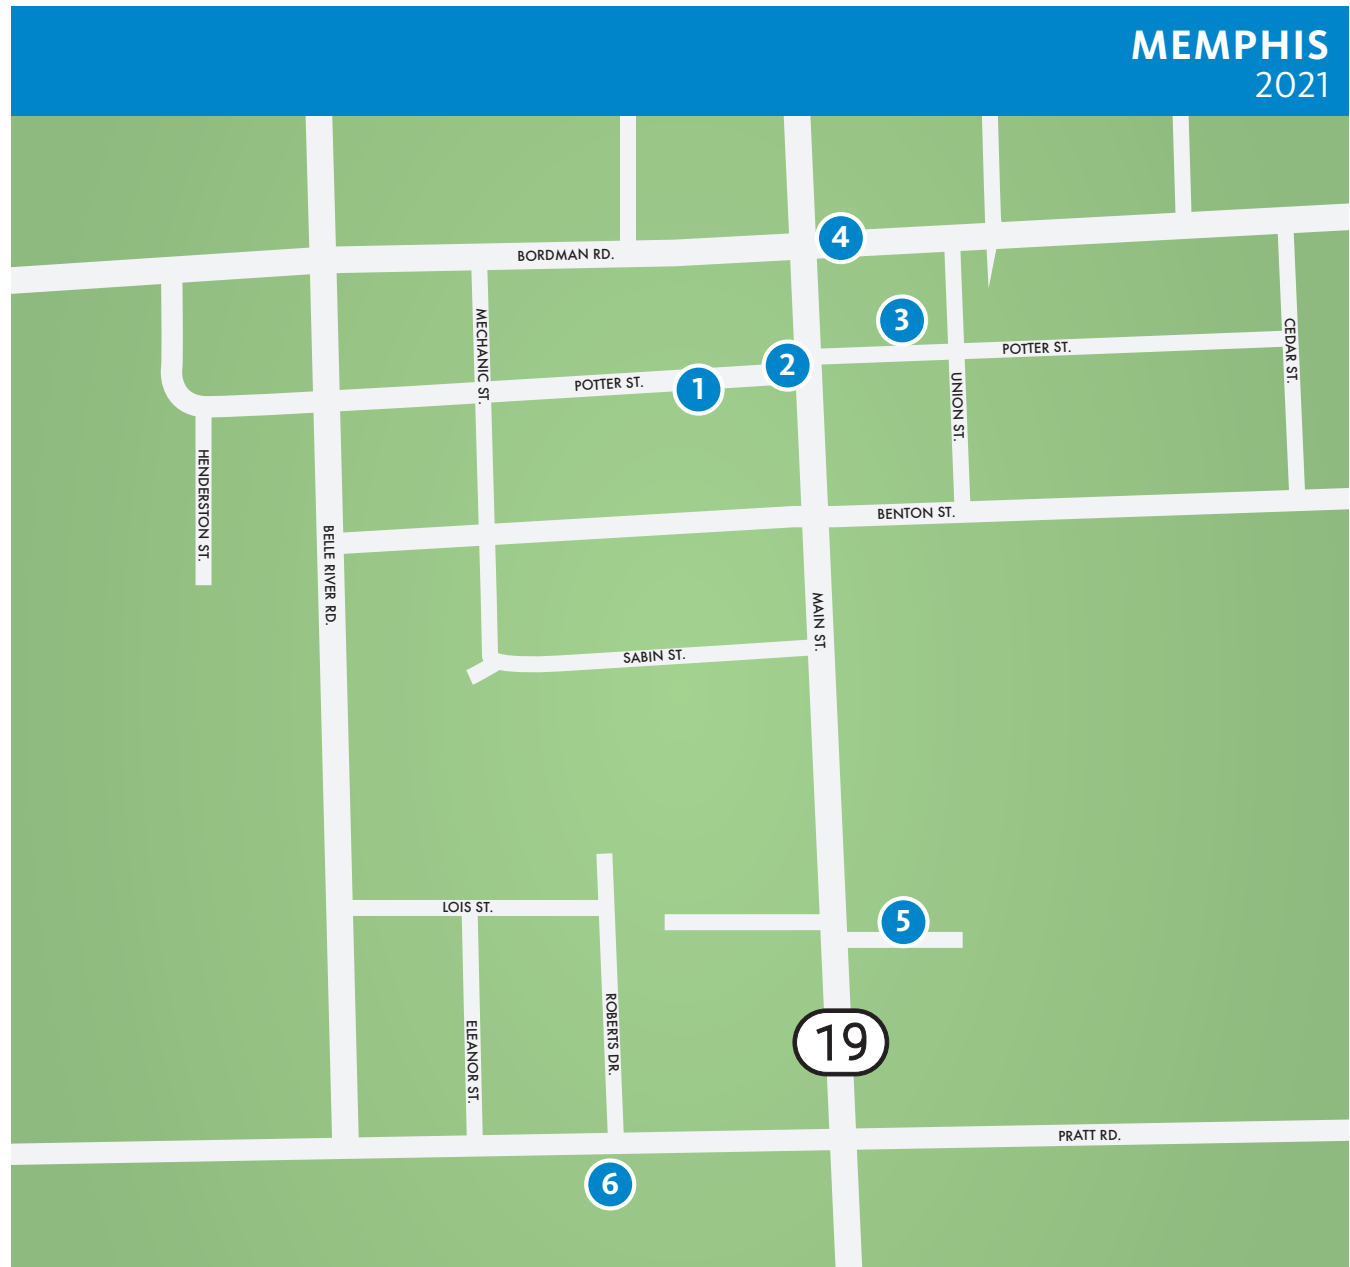 MEMPHIS
2021
4
BORDMAN RD.
3
MECHANIC ST.
CEDAR ST.
POTTER ST.
2
POTTER ST.
1
UNION ST.
HENDERSTON ST.
BENTON ST.
BELLE RIVER RD.
MAIN ST.
SABIN ST.
LOIS ST.
5
ROBERTS DR.
ELEANOR ST.
19
PRATT RD.
6